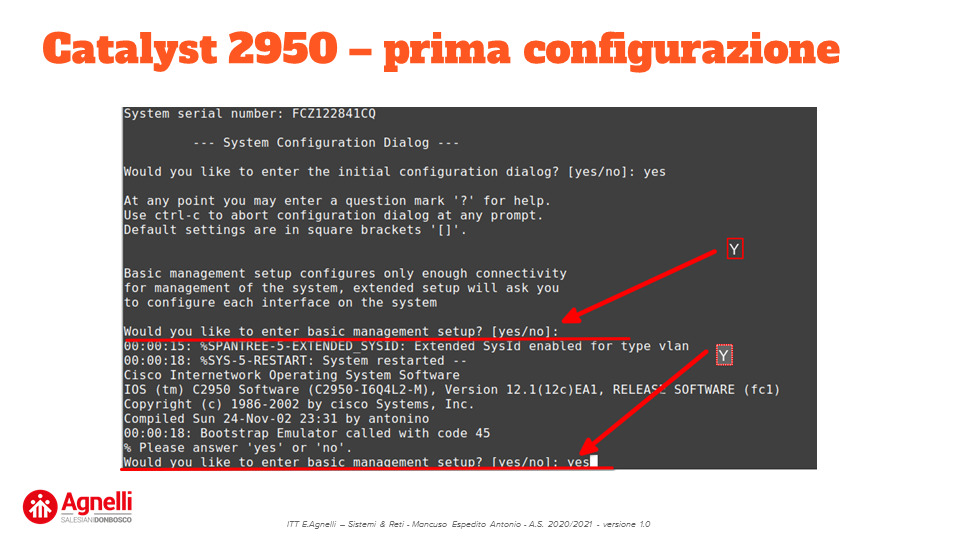 Catalyst 2950 – prima configurazione
System serial number: FCZ122841CQ
--- System Configuration Dialog ---
Would you like to enter the initial configuration dialog? [yes/no]: yes
At any point you may enter a question mark '?' for help.
Use ctrl-c to abort configuration dialog at any prompt.
Default settings are in square brackets '[]'.
Y
Basic management setup configures only enough connectivity
for management of the system, extended setup will ask you
to configure each interface on the system
Would you like to enter basic management setup? [yes/no]:
00:00:15: %SPANTREE-5-EXTENDED_SYSID: Extended SysId enabled for type vlan
Y
00:00:18: %SYS-5-RESTART: System restarted --
Cisco Internetwork Operating System Software
IOS (tm) C2950 Software (C2950-I6Q4L2-M), Version 12.1(12c)EA1, RELEASE SOFTWARE (fc1)
Copyright (c) 1986-2002 by cisco Systems, Inc.
Compiled Sun 24-Nov-02 23:31 by antonino
00:00:18: Bootstrap Emulator called with code 45
% Please answer 'yes' or 'no'.
Would you like to enter basic management setup? [yes/no]: yes
Agnelli
SALESIANIDONBOSCO
ITT E.Agnelli – Sistemi & Reti - Mancuso Espedito Antonio - A.S. 2020/2021 - versione 1.0